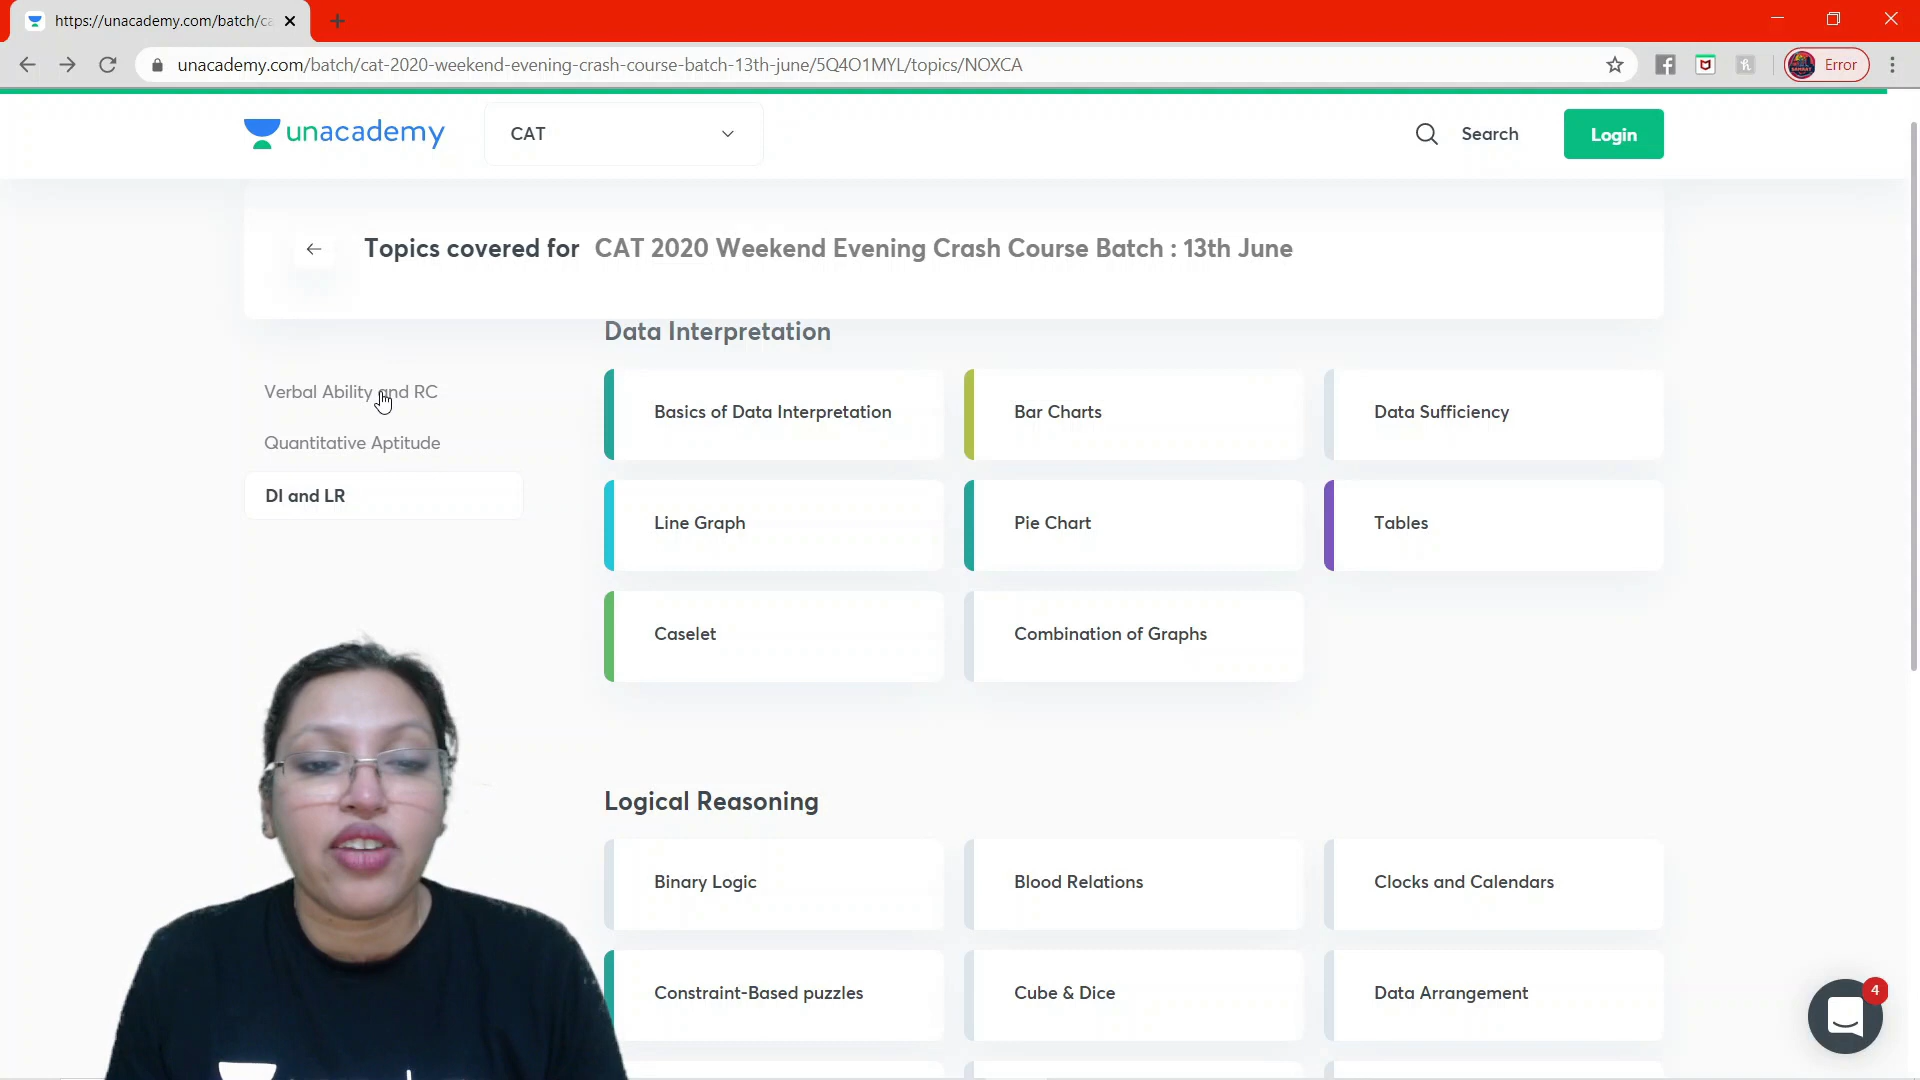 https://unacademy.com/batch/ca
unacademy.com/batch/cat-2020-weekend-evening-crash-course-batch-13th-june/5Q4O1MYL/topics/NOXCA
Error
unacademy
CAT
Search
Login
Topics covered for CAT 2020 Weekend Evening Crash Course Batch : 13th June
Verbal Ability and RC
Quantitative Aptitude
DI and LR
Data Interpretation
Basics of Data Interpretation
Bar Charts
Data Sufficiency
Line Graph
Pie Chart
Tables
Caselet
Combination of Graphs
Logical Reasoning
Binary Logic
Blood Relations
Clocks and Calendars
Constraint-Based puzzles
Cube & Dice
Data Arrangement
4